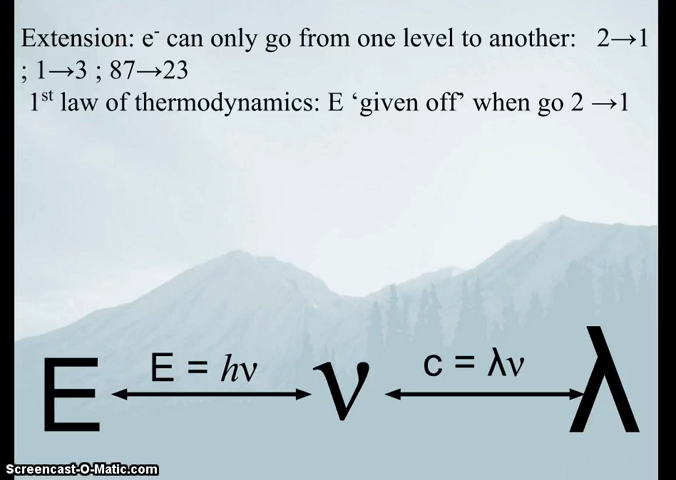 Extension: e⁻ can only go from one level to another: 2→1
; 1→3 ; 87→23
1ˢᵗ law of thermodynamics: E ‘given off’ when go 2 →1
E E = hν ν c = λν λ
Screencast-O-Matic.com